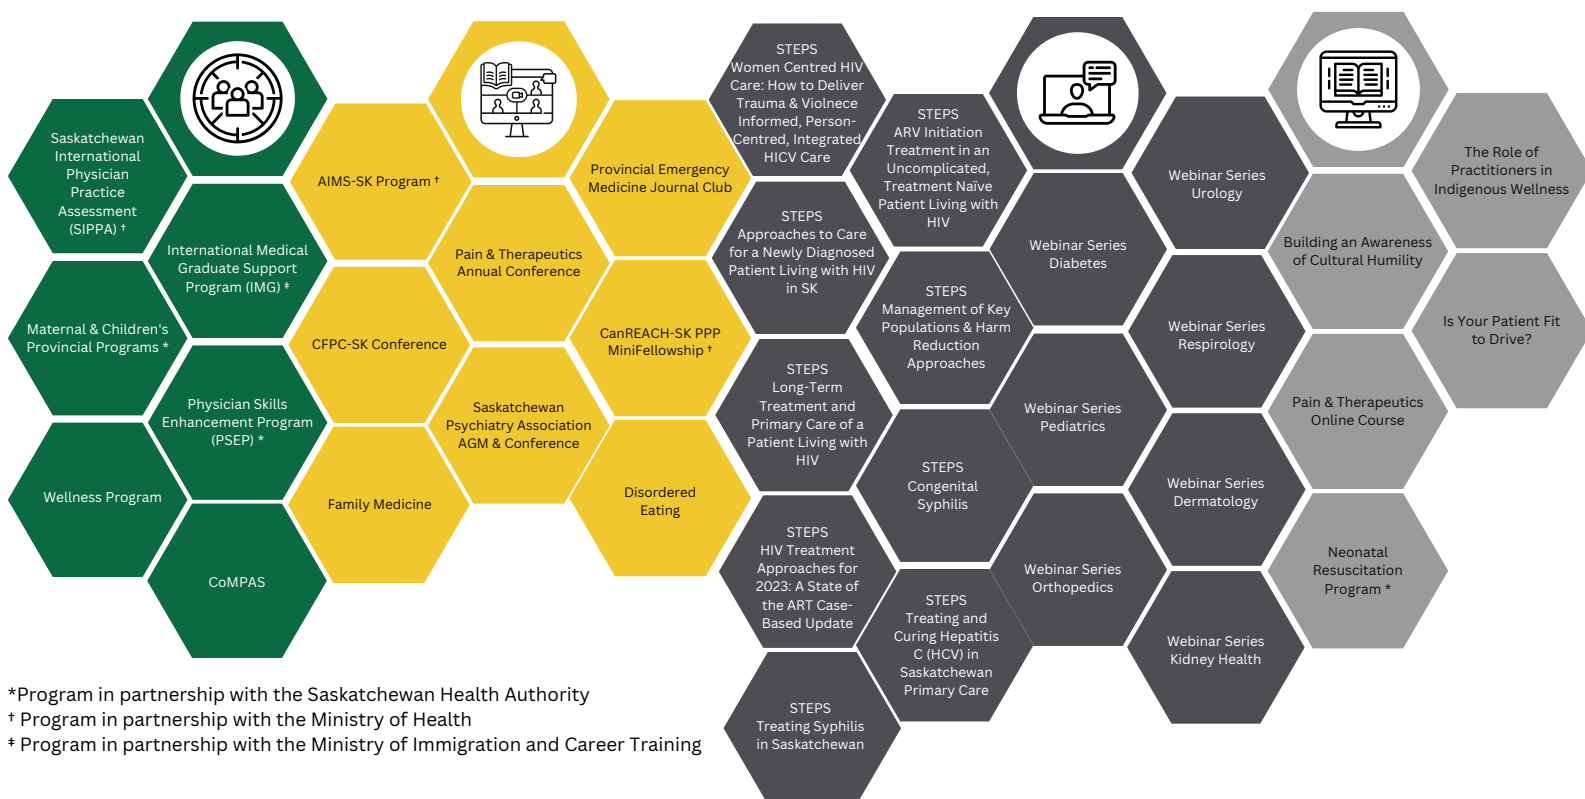 Saskatchewan
International
Physician
Practice
Assessment
(SIPPA) †
International Medical
Graduate Support
Program (IMG) ‡
Maternal & Children's
Provincial Programs *
Physician Skills
Enhancement Program
(PSEP) *
Wellness Program
CoMPAS
AIMS-SK Program †
CFPC-SK Conference
Family Medicine
Pain & Therapeutics
Annual Conference
Saskatchewan
Psychiatry Association
AGM & Conference
Provincial Emergency
Medicine Journal Club
CanREACH-SK PPP
MiniFellowship †
Disordered
Eating
STEPS
Women Centred HIV
Care: How to Deliver
Trauma & Violnece
Informed, Person-
Centred, Integrated
HICV Care
STEPS
Approaches to Care
for a Newly Diagnosed
Patient Living with HIV
in SK
STEPS
Long-Term
Treatment and
Primary Care of a
Patient Living with
HIV
STEPS
HIV Treatment
Approaches for
2023: A State of
the ART Case-
Based Update
STEPS
Treating Syphilis
in Saskatchewan
STEPS
ARV Initiation
Treatment in an
Uncomplicated,
Treatment Naïve
Patient Living with
HIV
STEPS
Management of Key
Populations & Harm
Reduction
Approaches
STEPS
Congenital
Syphilis
STEPS
Treating and
Curing Hepatitis
C (HCV) in
Saskatchewan
Primary Care
Webinar Series
Diabetes
Webinar Series
Pediatrics
Webinar Series
Orthopedics
Webinar Series
Urology
Webinar Series
Respirology
Webinar Series
Dermatology
Webinar Series
Kidney Health
Building an Awareness
of Cultural Humility
Pain & Therapeutics
Online Course
Neonatal
Resuscitation
Program *
The Role of
Practitioners in
Indigenous Wellness
Is Your Patient Fit
to Drive?
*Program in partnership with the Saskatchewan Health Authority
† Program in partnership with the Ministry of Health
‡ Program in partnership with the Ministry of Immigration and Career Training